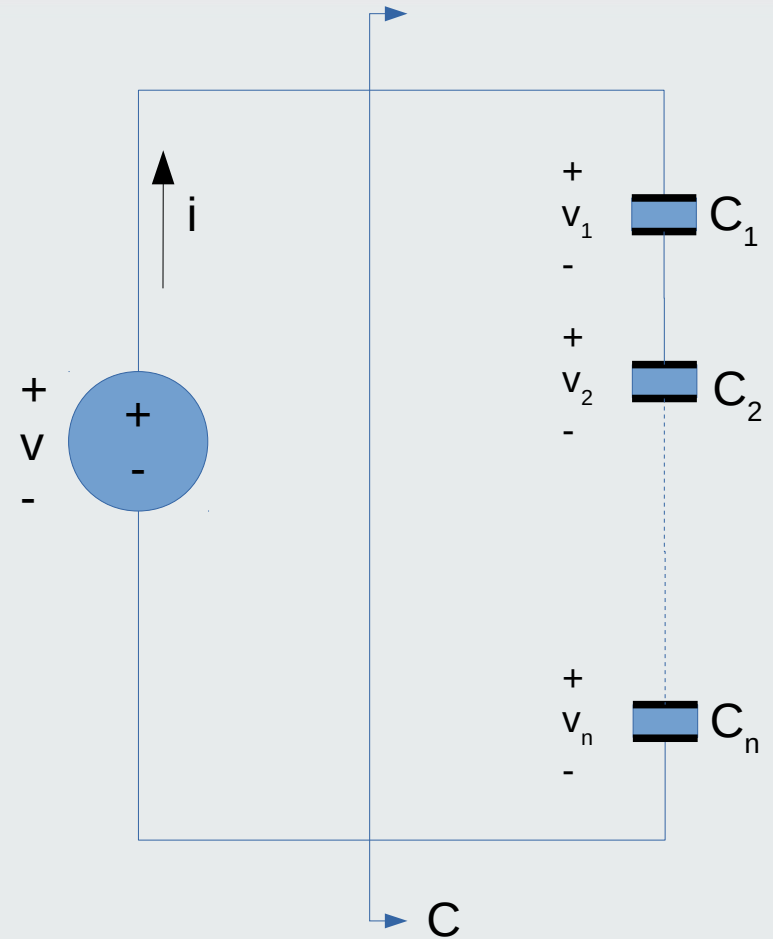 i
+
v
-
+
-
+
v₁
-
C₁
+
v₂
-
C₂
+
vₙ
-
Cₙ
C